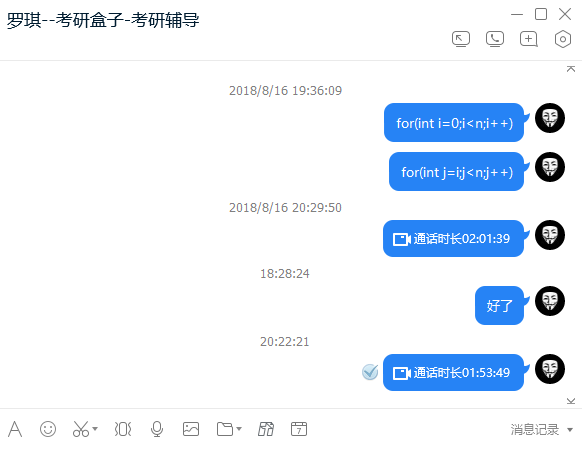 罗琪--考研盒子-考研辅导
2018/8/16 19:36:09
for(int i=0;i<n;i++)
for(int j=i;j<n;j++)
2018/8/16 20:29:50
通话时长02:01:39
18:28:24
好了
20:22:21
通话时长01:53:49
7
消息记录